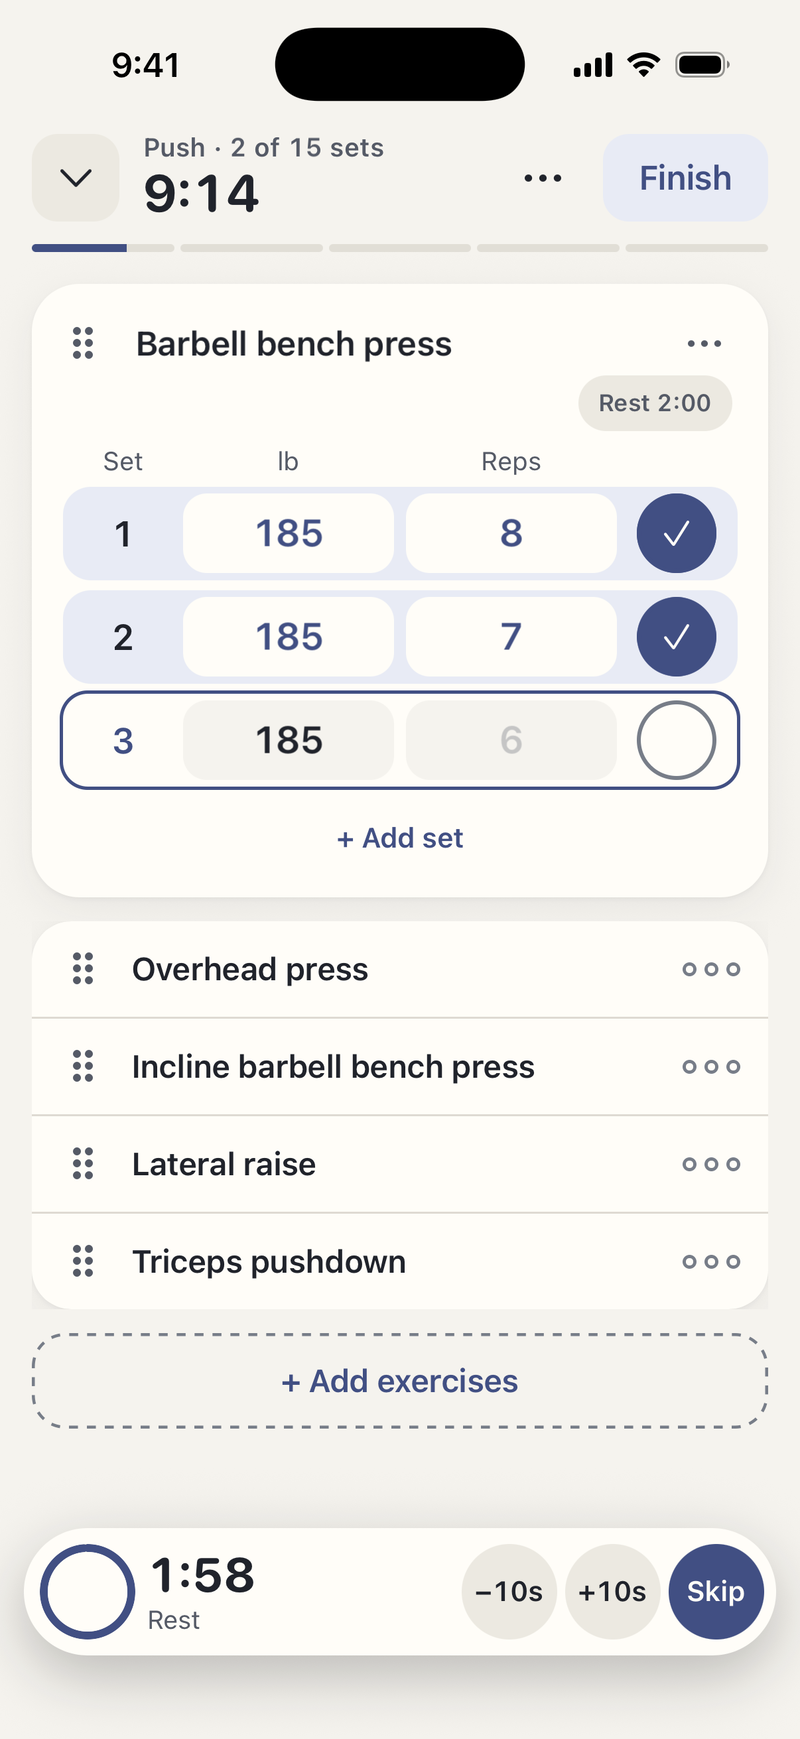 9:41
Push · 2 of 15 sets
9:14
Finish
Barbell bench press
Rest 2:00
Set lb Reps
1 185 8
2 185 7
3 185 6
+ Add set
Overhead press
Incline barbell bench press
Lateral raise
Triceps pushdown
+ Add exercises
1:58
Rest
−10s +10s Skip